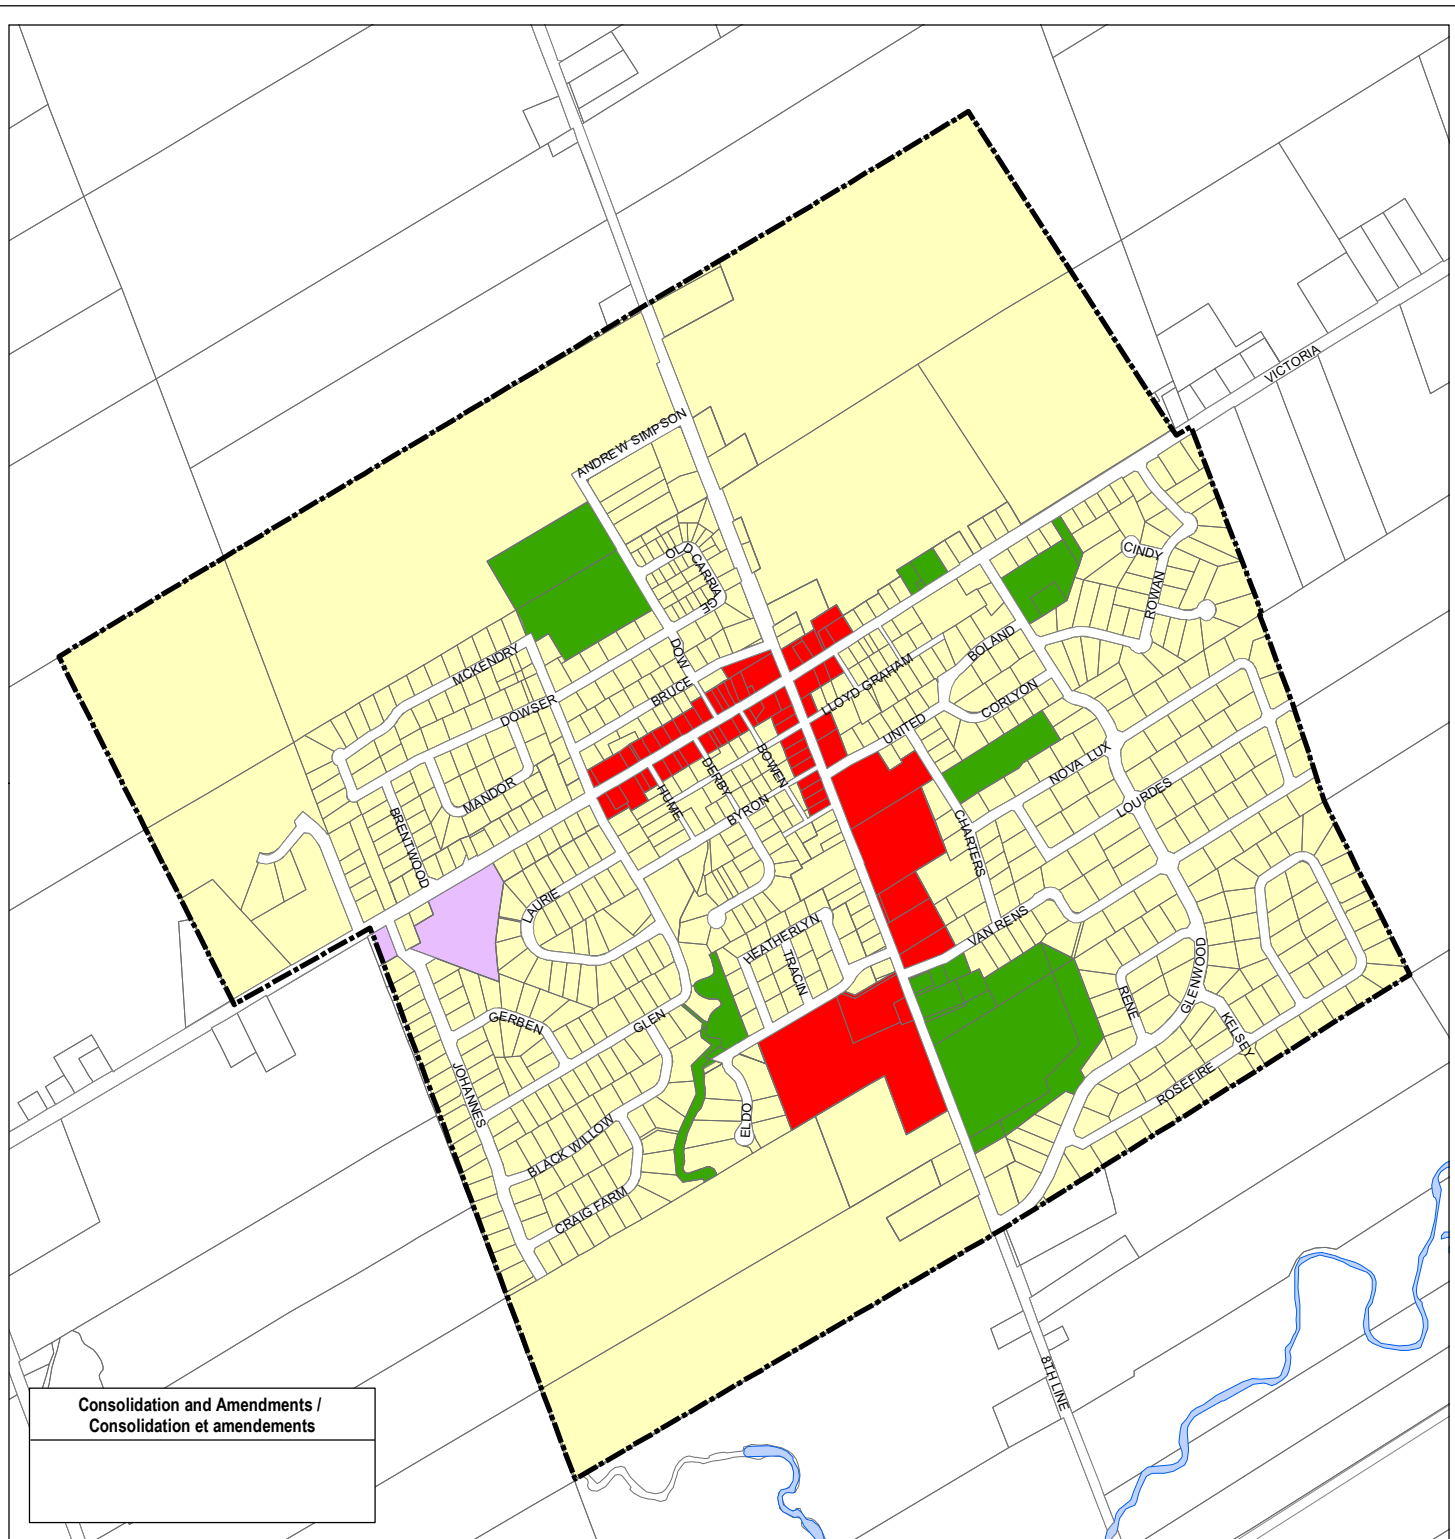 VICTORIA
ANDREW SIMPSON
OLD CARRIAGE
CINDY
ROWAN
MCKENDRY
DOW
BRUCE
BOLAND
LLOYD GRAHAM
CORLYON
DOWSER
UNITED
BOWEN
NOVA LUX
DERBY
MANDOR
HUME
BYRON
LOURDES
BRENTWOOD
CHARTERS
LAURIE
HEATHERLYN
VAN RENS
TRACIN
GLENWOOD
RENE
GERBEN
GLEN
KELSEY
JOHANNES
ROSEFIRE
ELDO
BLACK WILLOW
CRAIG FARM
8TH LINE
Consolidation and Amendments /
Consolidation et amendements